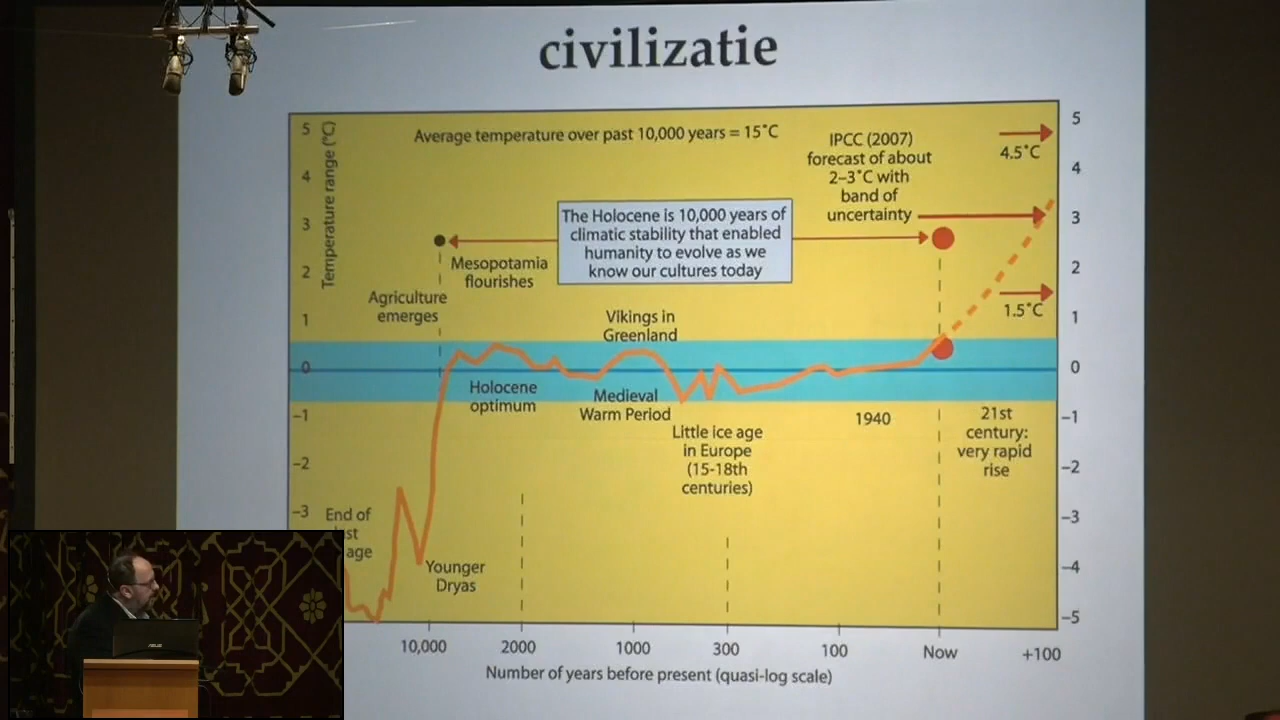 civilizatie
5
4
3
2
1
0
–1
–2
–3
Temperature range (°C)
Average temperature over past 10,000 years = 15°C
IPCC (2007)
forecast of about
2–3°C with
band of
uncertainty
4.5°C
1.5°C
5
4
3
2
1
0
–1
–2
–3
–4
–5
The Holocene is 10,000 years of
climatic stability that enabled
humanity to evolve as we
know our cultures today
Mesopotamia
flourishes
Agriculture
emerges
Vikings in
Greenland
Holocene
optimum
Medieval
Warm Period
Little ice age
in Europe
(15-18th
centuries)
1940
21st
century:
very rapid
rise
End of
age
Younger
Dryas
10,000
2000
1000
300
100
Now
+100
Number of years before present (quasi-log scale)
ASUS